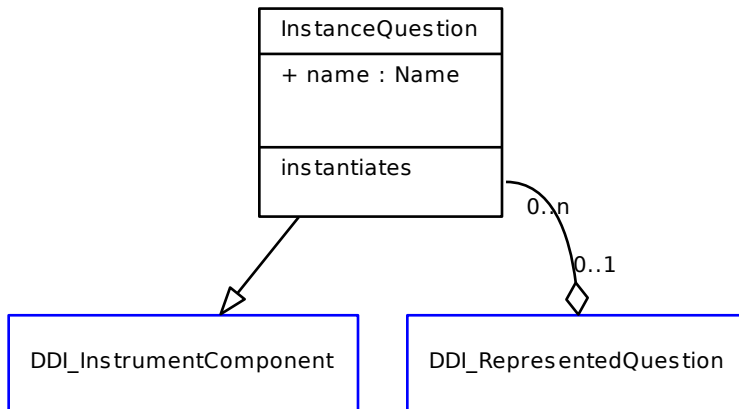 InstanceQuestion
+ name : Name
instantiates
0..n
0..1
DDI_InstrumentComponent
DDI_RepresentedQuestion